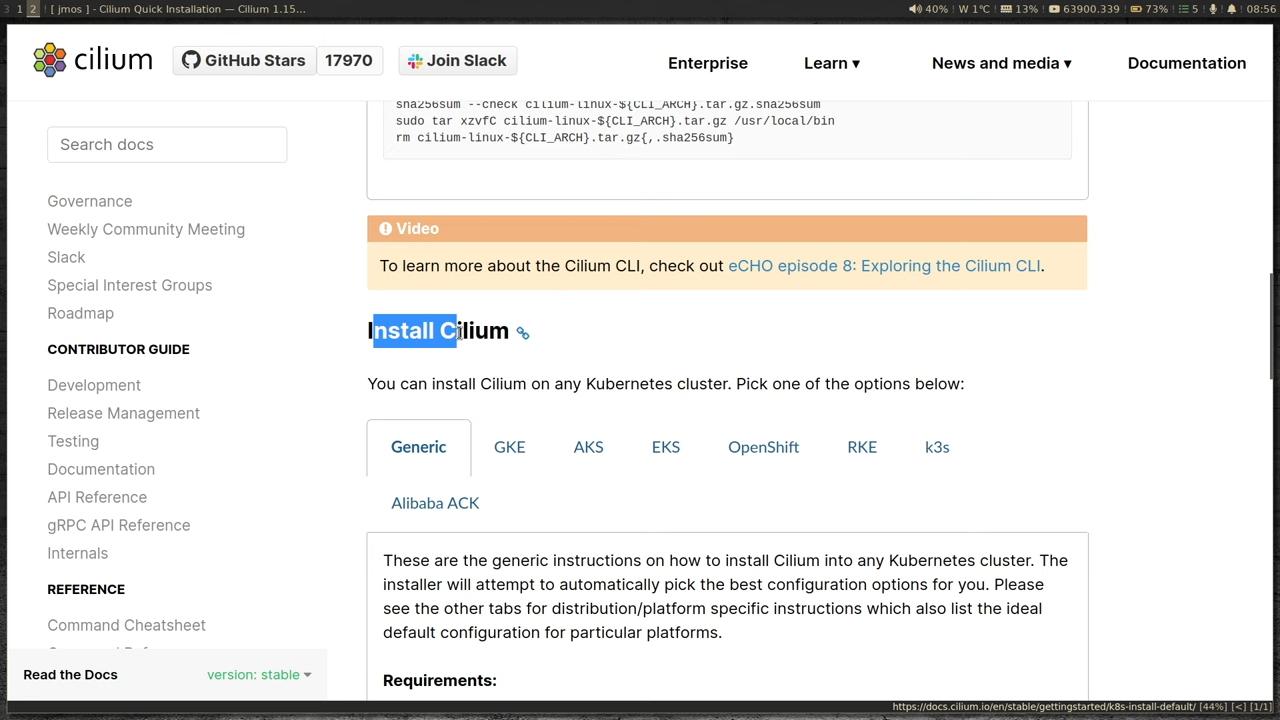 3 1 2 ! [ jmos ] - Cilium Quick Installation — Cilium 1.15... 40% W 1℃ 13% 63900.339 73% 5 08:56
cilium GitHub Stars 17970 Join Slack Enterprise Learn ▾ News and media ▾ Documentation
sha256sum --check cilium-linux-${CLI_ARCH}.tar.gz.sha256sum
sudo tar xzvfC cilium-linux-${CLI_ARCH}.tar.gz /usr/local/bin
rm cilium-linux-${CLI_ARCH}.tar.gz{,.sha256sum}
Search docs
Governance
Weekly Community Meeting
Slack
Special Interest Groups
Roadmap
CONTRIBUTOR GUIDE
Development
Release Management
Testing
Documentation
API Reference
gRPC API Reference
Internals
REFERENCE
Command Cheatsheet
Read the Docs version: stable
Video
To learn more about the Cilium CLI, check out eCHO episode 8: Exploring the Cilium CLI.
Install Cilium
You can install Cilium on any Kubernetes cluster. Pick one of the options below:
Generic GKE AKS EKS OpenShift RKE k3s
Alibaba ACK
These are the generic instructions on how to install Cilium into any Kubernetes cluster. The
installer will attempt to automatically pick the best configuration options for you. Please
see the other tabs for distribution/platform specific instructions which also list the ideal
default configuration for particular platforms.
Requirements:
https://docs.cilium.io/en/stable/gettingstarted/k8s-install-default/ [44%] [<] [1/1]